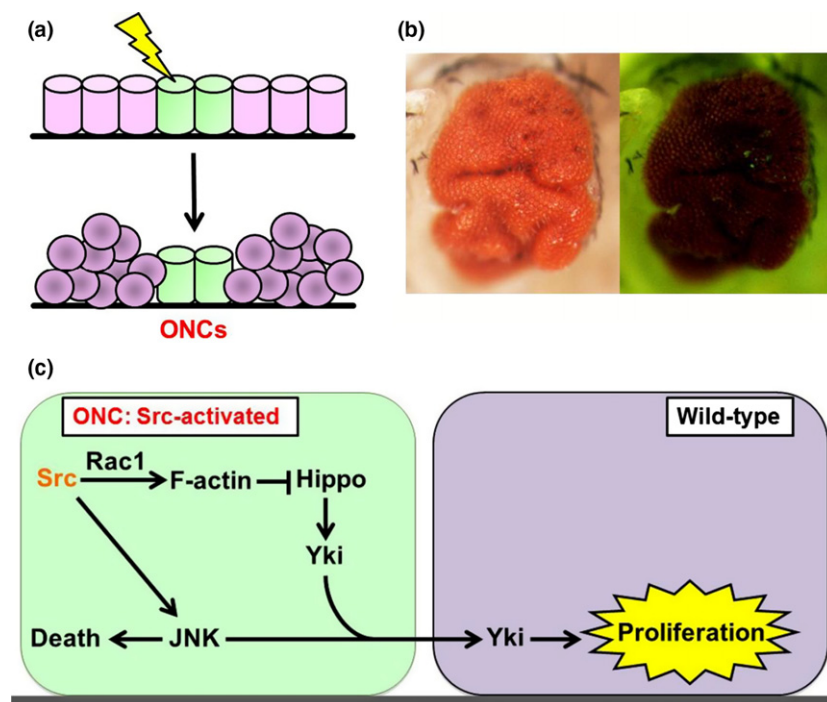 (a)
(b)
ONCs
(c)
ONC: Src-activated
Wild-type
Src
Rac1
F-actin
Hippo
Yki
Death
JNK
Yki
Proliferation